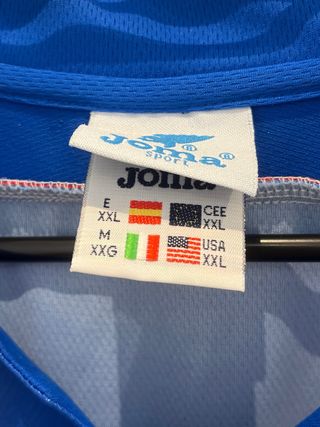 Joma®
®
Sport
Joma
E XXL CEE XXL
M XXG USA XXL